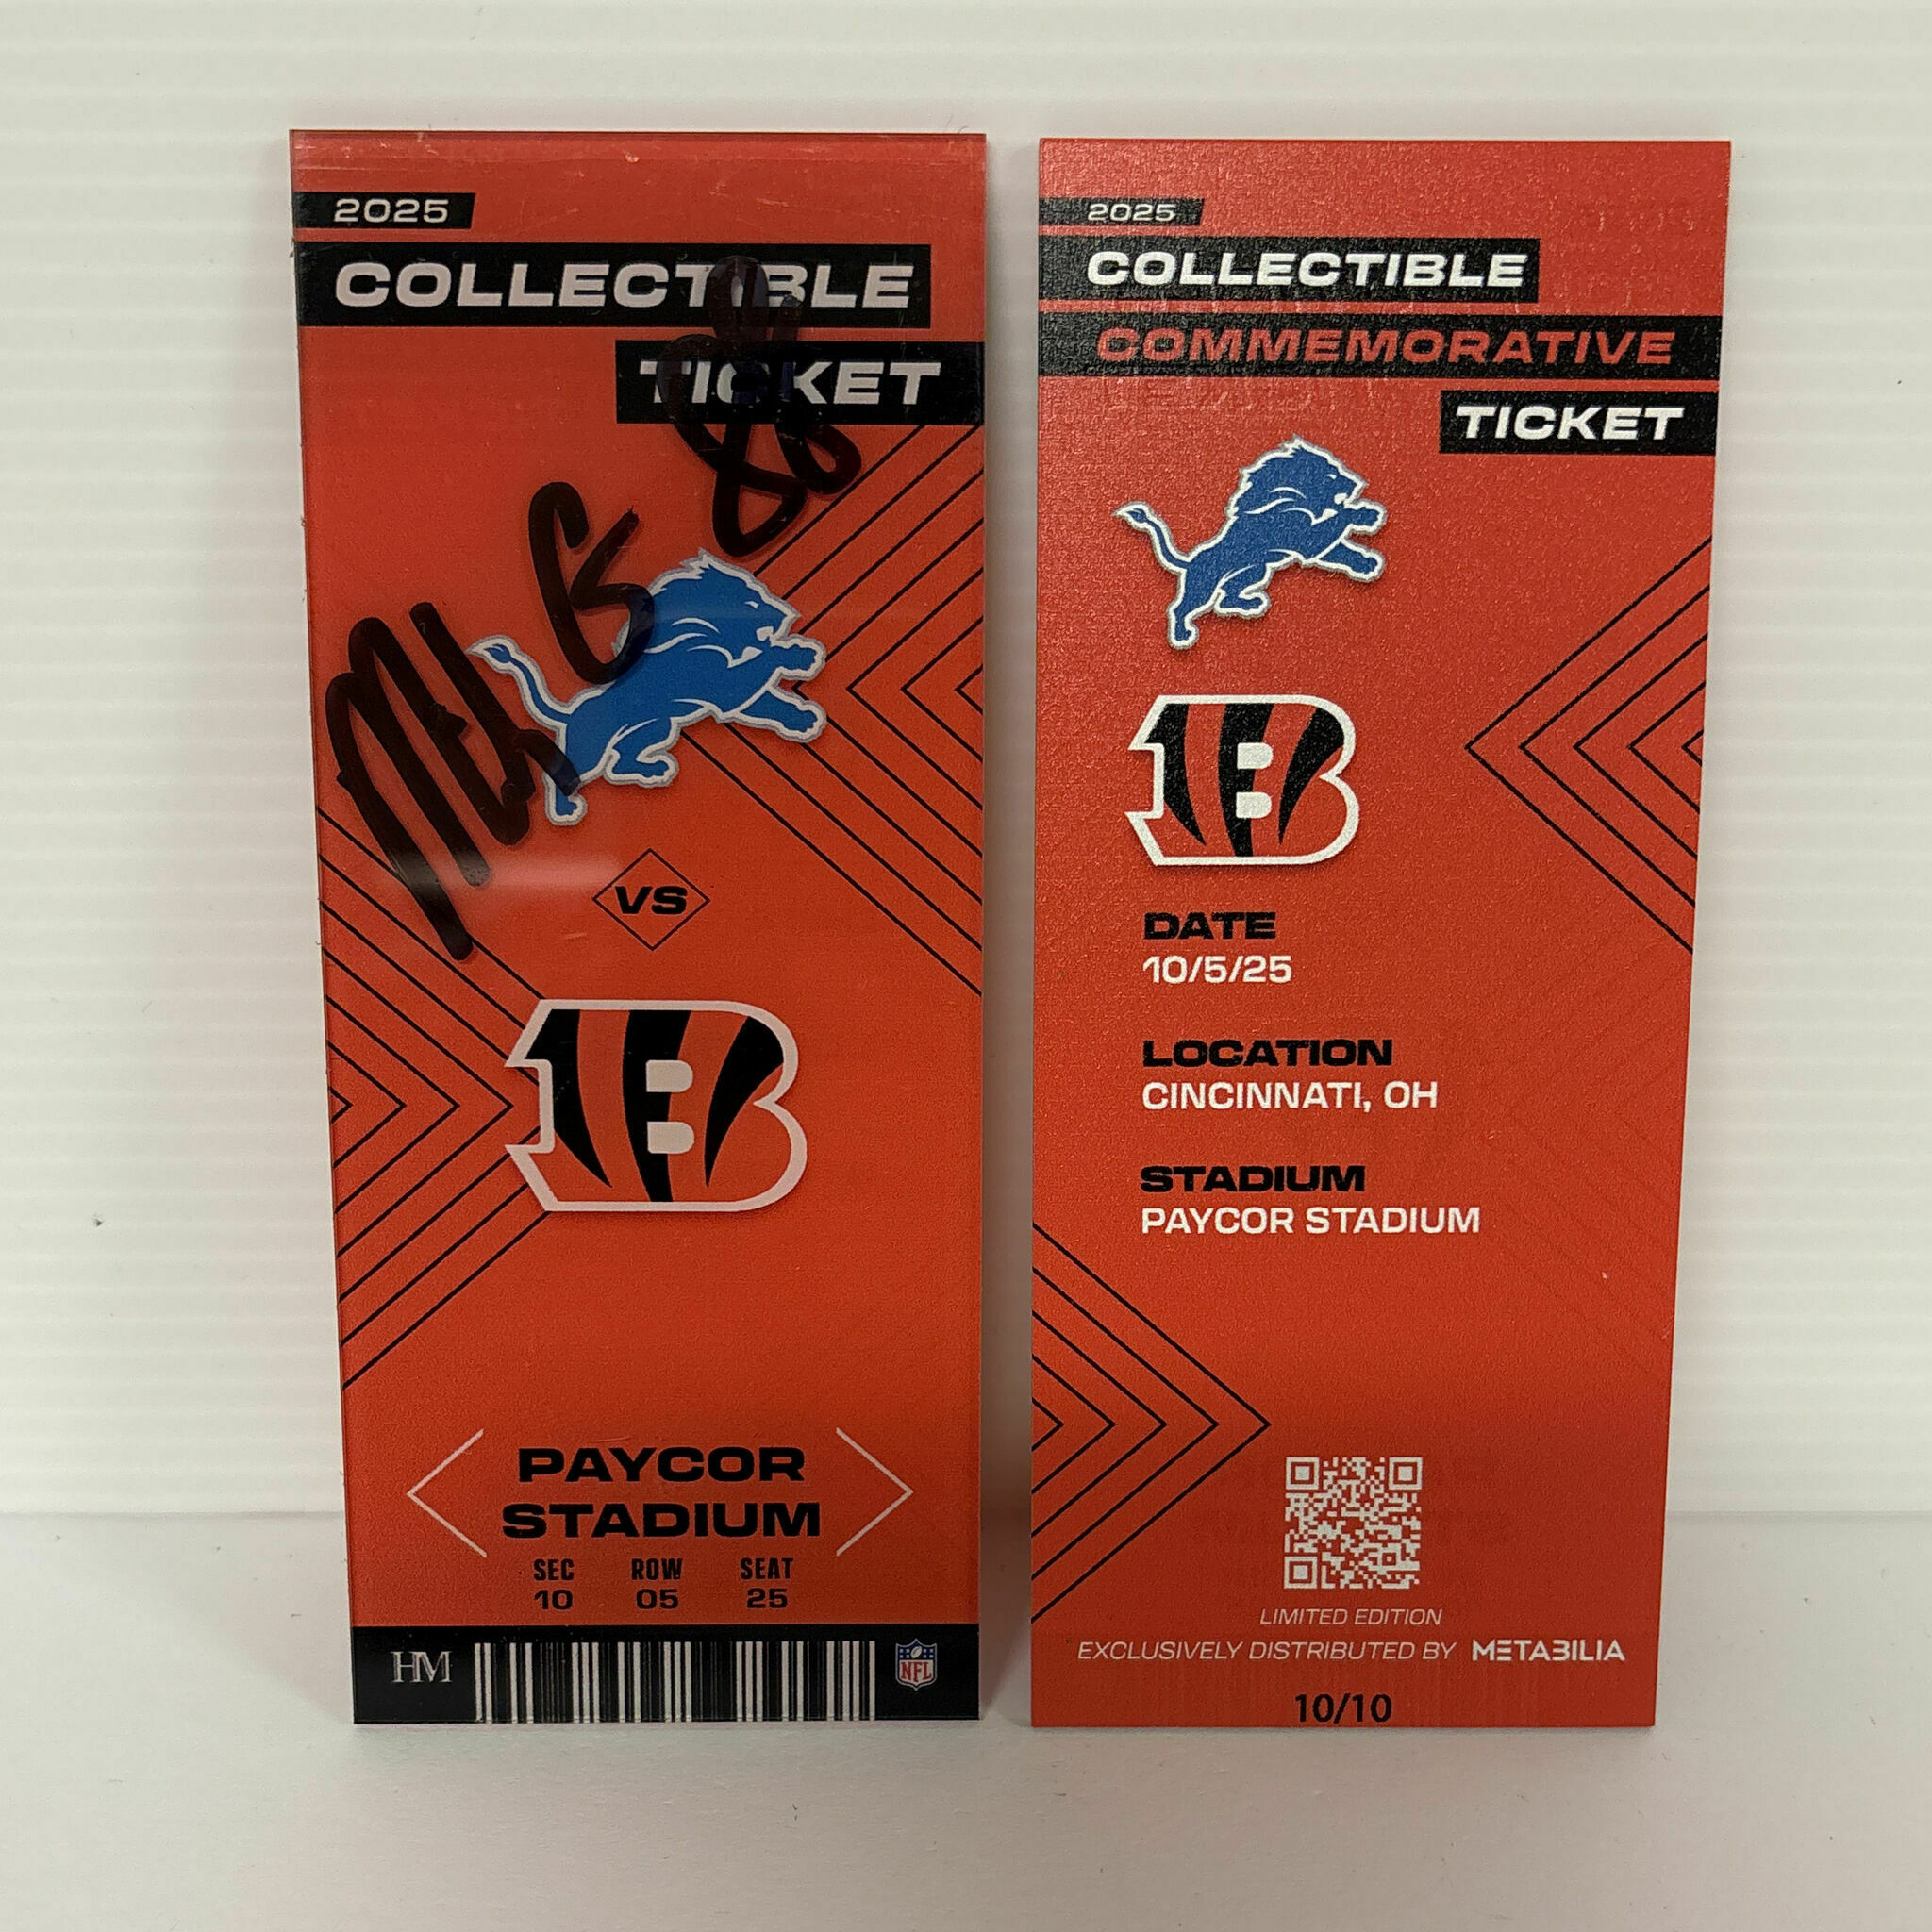 2025
COLLECTIBLE
TICKET
88
VS
PAYCOR
STADIUM
SEC ROW SEAT
10 05 25
HM NFL
2025
COLLECTIBLE
COMMEMORATIVE
TICKET
B
DATE
10/5/25
LOCATION
CINCINNATI, OH
STADIUM
PAYCOR STADIUM
LIMITED EDITION
EXCLUSIVELY DISTRIBUTED BY METABILIA
10/10